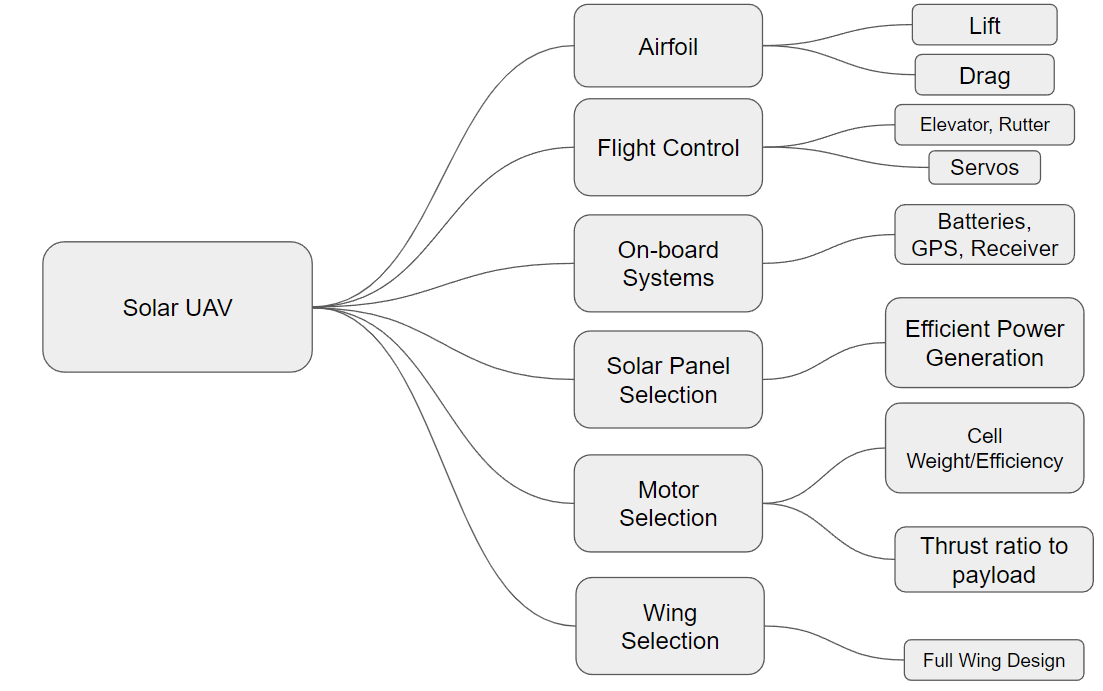 Solar UAV
Airfoil
Lift
Drag
Flight Control
Elevator, Rutter
Servos
On-board
Systems
Batteries,
GPS, Receiver
Solar Panel
Selection
Efficient Power
Generation
Motor
Selection
Cell
Weight/Efficiency
Thrust ratio to
payload
Wing
Selection
Full Wing Design